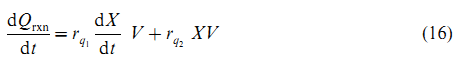 dQ_rxn/dt = r_q1 dX/dt V + r_q2 XV (16)